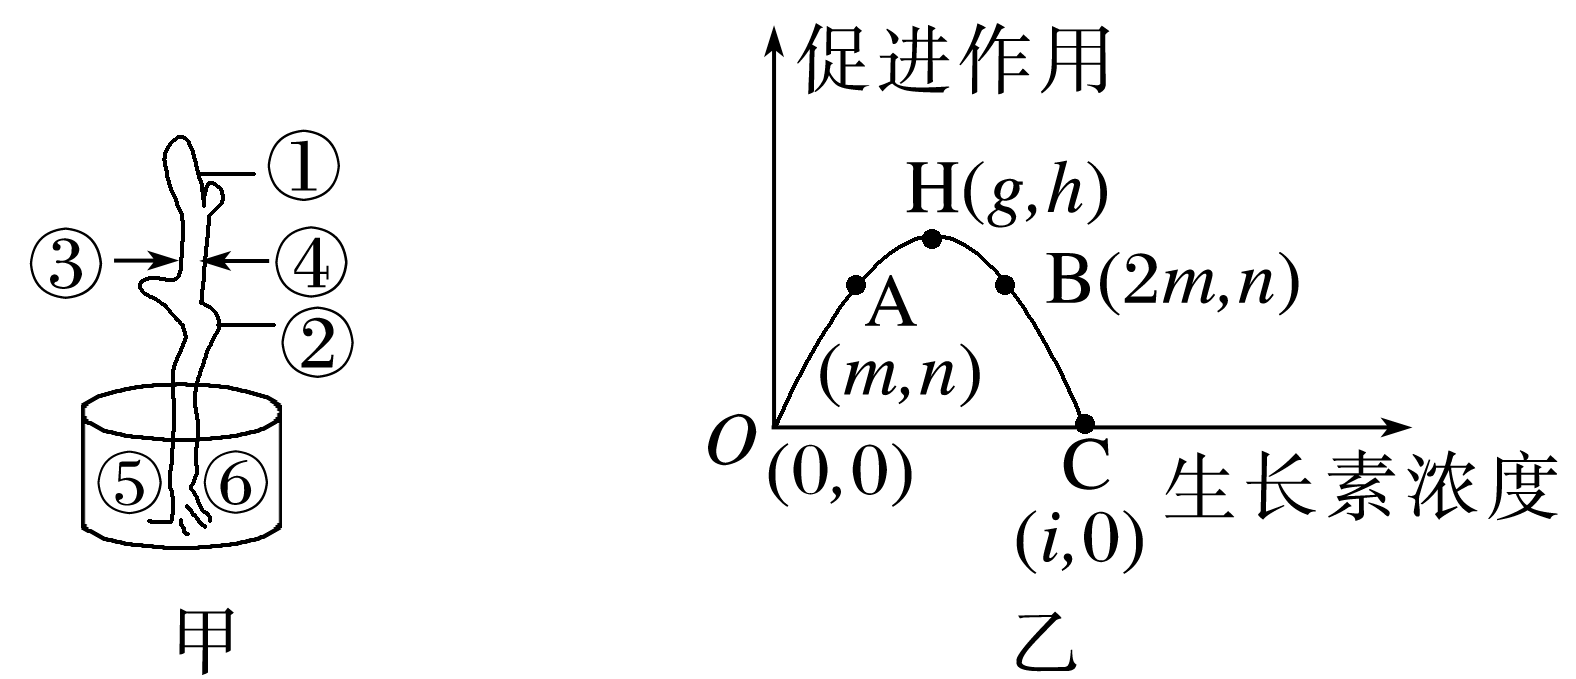 ①
③
④
②
⑤ ⑥
甲
促进作用
H(g,h)
A
(m,n)
B(2m,n)
O
(0,0)
C
(i,0)
生长素浓度
乙